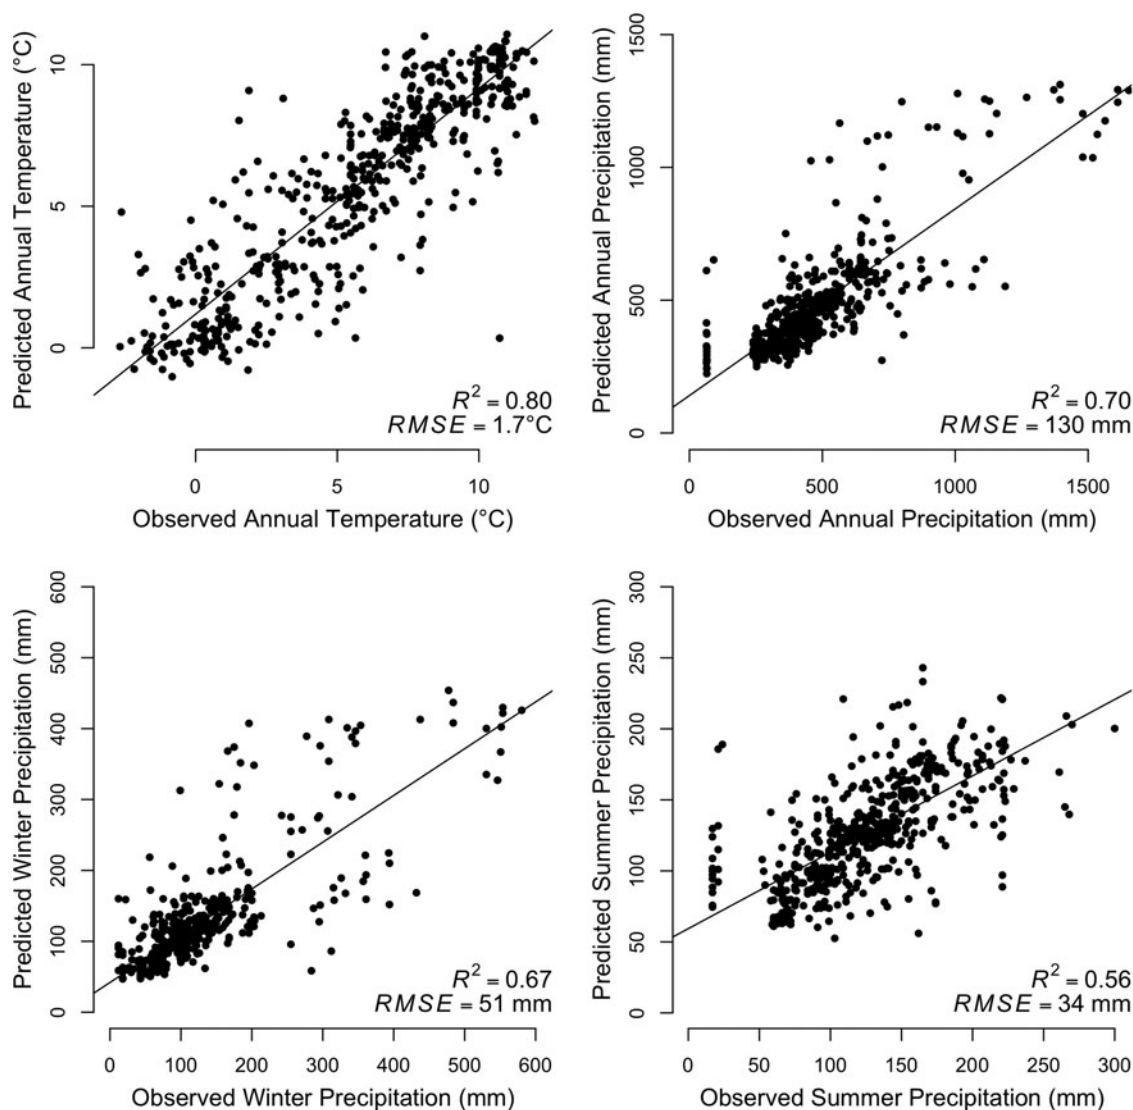 Predicted Annual Temperature (°C)
10
5
0
R² = 0.80
RMSE = 1.7°C
0 5 10
Observed Annual Temperature (°C)
Predicted Annual Precipitation (mm)
1500
1000
500
0
R² = 0.70
RMSE = 130 mm
0 500 1000 1500
Observed Annual Precipitation (mm)
Predicted Winter Precipitation (mm)
600
500
400
300
200
100
0
R² = 0.67
RMSE = 51 mm
0 100 200 300 400 500 600
Observed Winter Precipitation (mm)
Predicted Summer Precipitation (mm)
300
250
200
150
100
50
0
R² = 0.56
RMSE = 34 mm
0 50 100 150 200 250 300
Observed Summer Precipitation (mm)